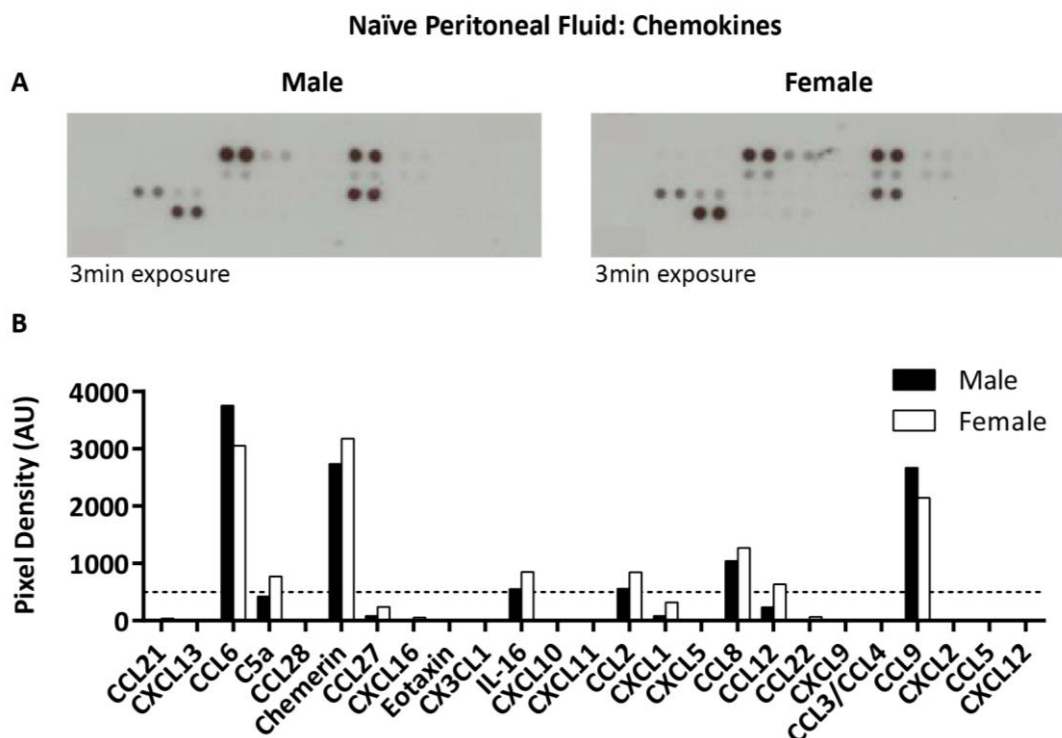 Naïve Peritoneal Fluid: Chemokines
A
Male
Female
3min exposure
3min exposure
B
Male
Female
Pixel Density (AU)
4000
3000
2000
1000
0
CCL21
CXCL13
CCL6
C5a
CCL28
Chemerin
CCL27
CXCL16
Eotaxin
CX3CL1
IL-16
CXCL10
CXCL11
CCL2
CXCL1
CXCL5
CCL8
CCL12
CCL22
CXCL9
CCL3/CCL4
CCL9
CXCL2
CCL5
CXCL12